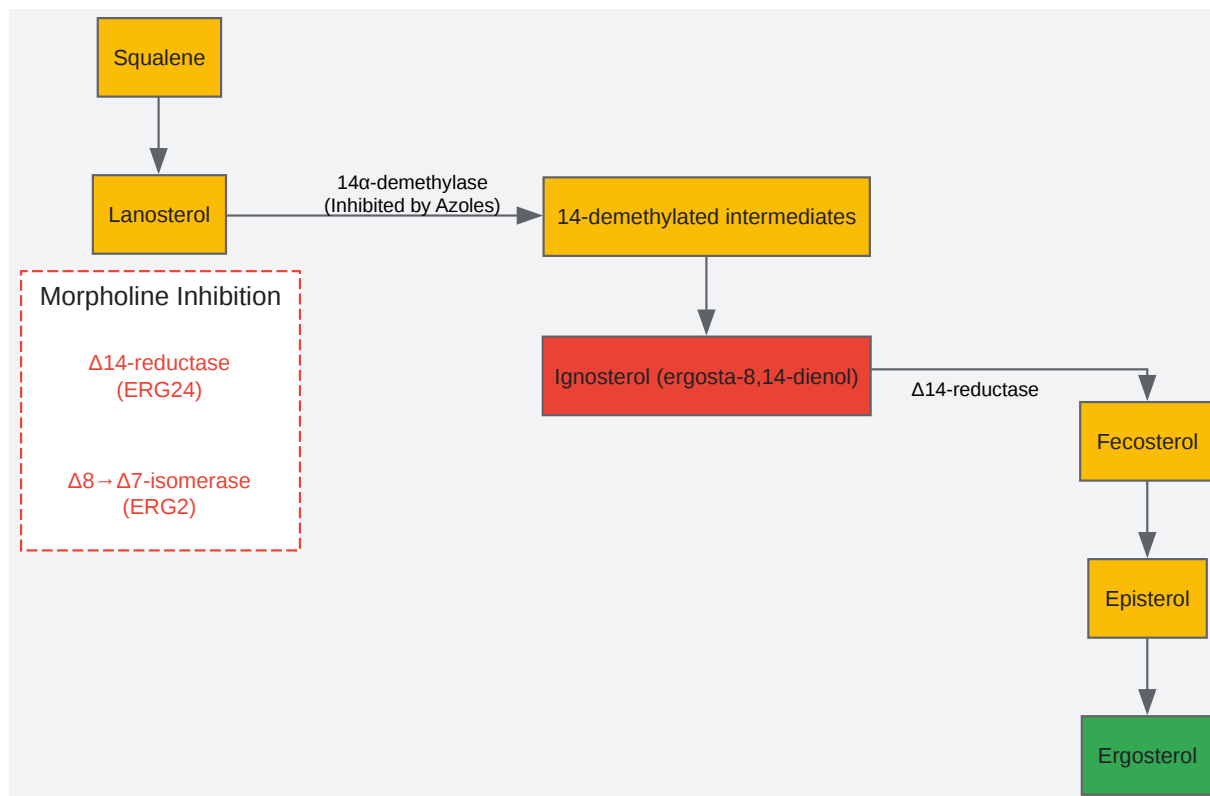 Squalene
Lanosterol
14α-demethylase
(Inhibited by Azoles)
14-demethylated intermediates
Morpholine Inhibition
Δ14-reductase
(ERG24)
Δ8→Δ7-isomerase
(ERG2)
Ignosterol (ergosta-8,14-dienol)
Δ14-reductase
Fecosterol
Episterol
Ergosterol